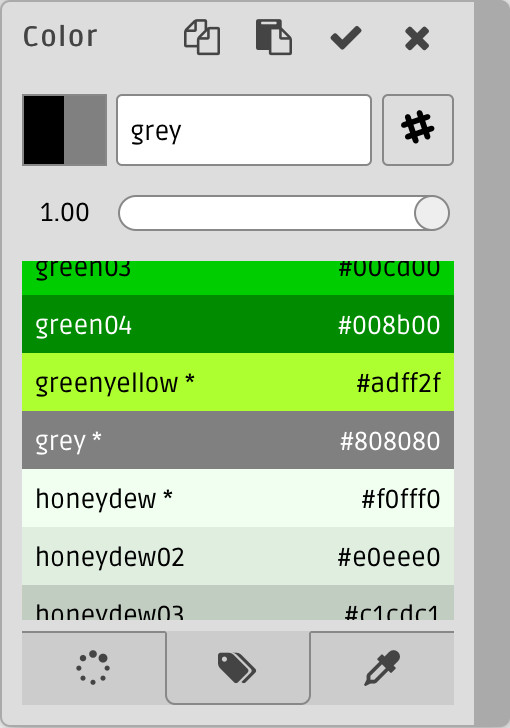 Color
grey
#
1.00
green03 #00cd00
green04 #008b00
greenyellow * #adff2f
grey * #808080
honeydew * #f0fff0
honeydew02 #e0eee0
honeydew03 #c1cdc1